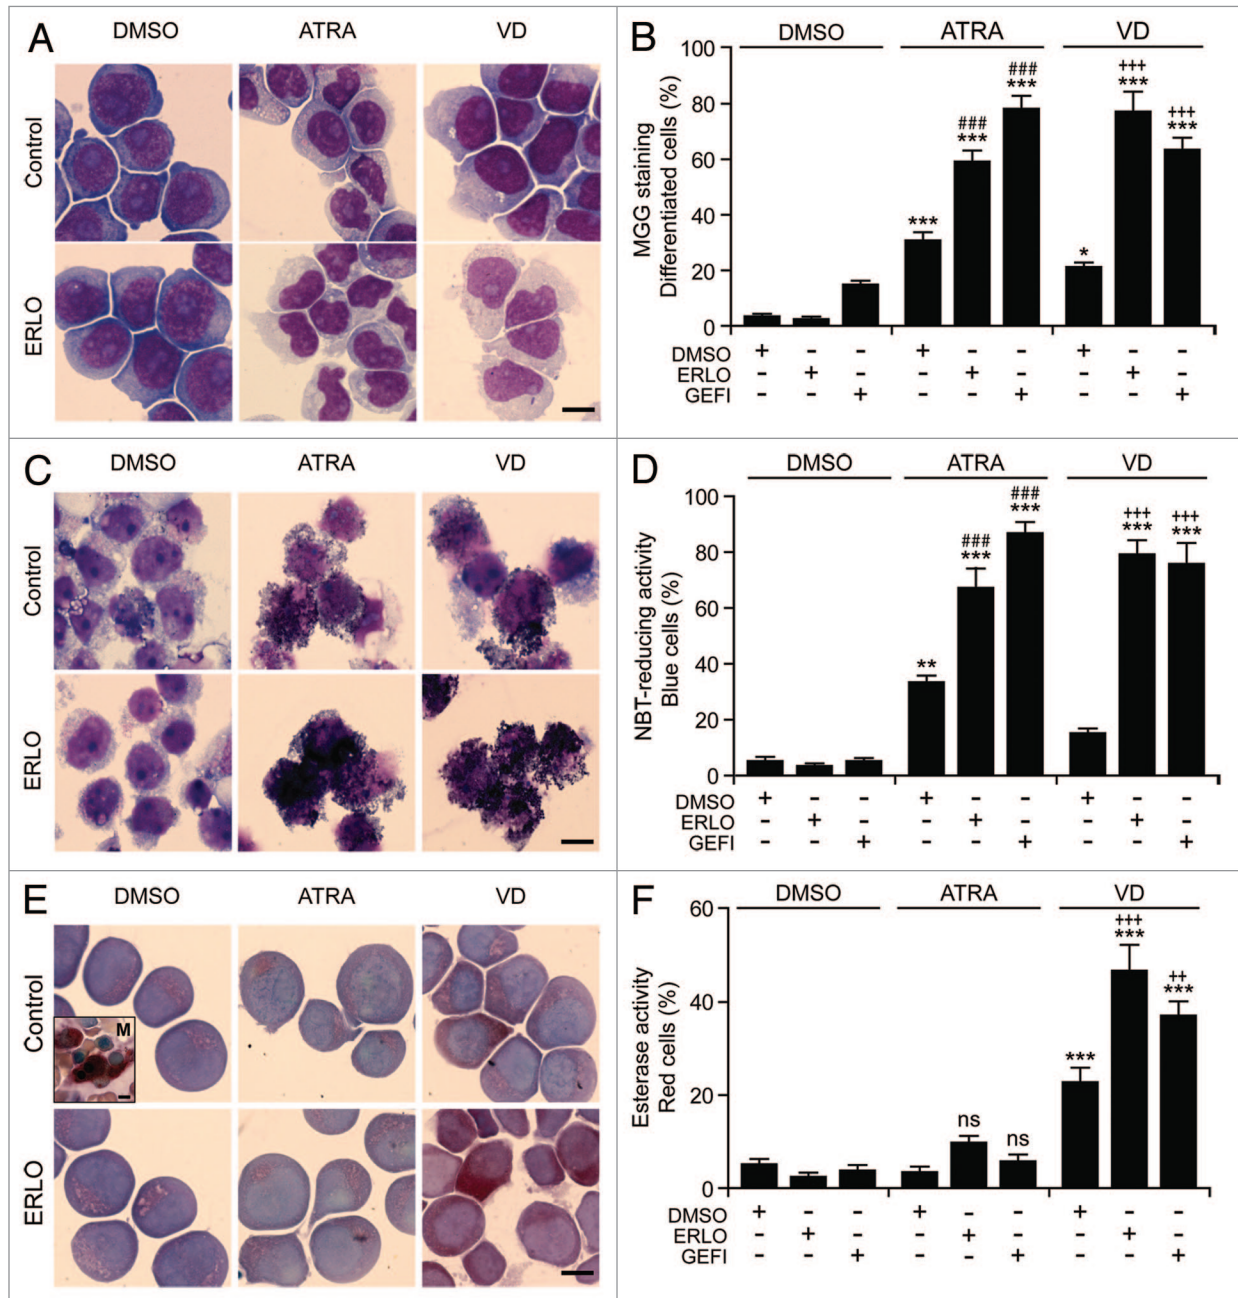 A
DMSO ATRA VD
Control
ERLO
B
DMSO ATRA VD
MGG staining
Differentiated cells (%)
100
80
60
40
20
0
*** ### *** ### *** * +++ *** +++ ***
DMSO + - - + - - + - -
ERLO - + - - + - - + -
GEFI - - + - - + - - +
C
DMSO ATRA VD
Control
ERLO
D
DMSO ATRA VD
NBT-reducing activity
Blue cells (%)
100
80
60
40
20
0
** ### *** ### *** +++ *** +++ ***
DMSO + - - + - - + - -
ERLO - + - - + - - + -
GEFI - - + - - + - - +
E
DMSO ATRA VD
Control
M
ERLO
F
DMSO ATRA VD
Esterase activity
Red cells (%)
60
40
20
0
ns ns *** +++ *** ++ ***
DMSO + - - + - - + - -
ERLO - + - - + - - + -
GEFI - - + - - + - - +